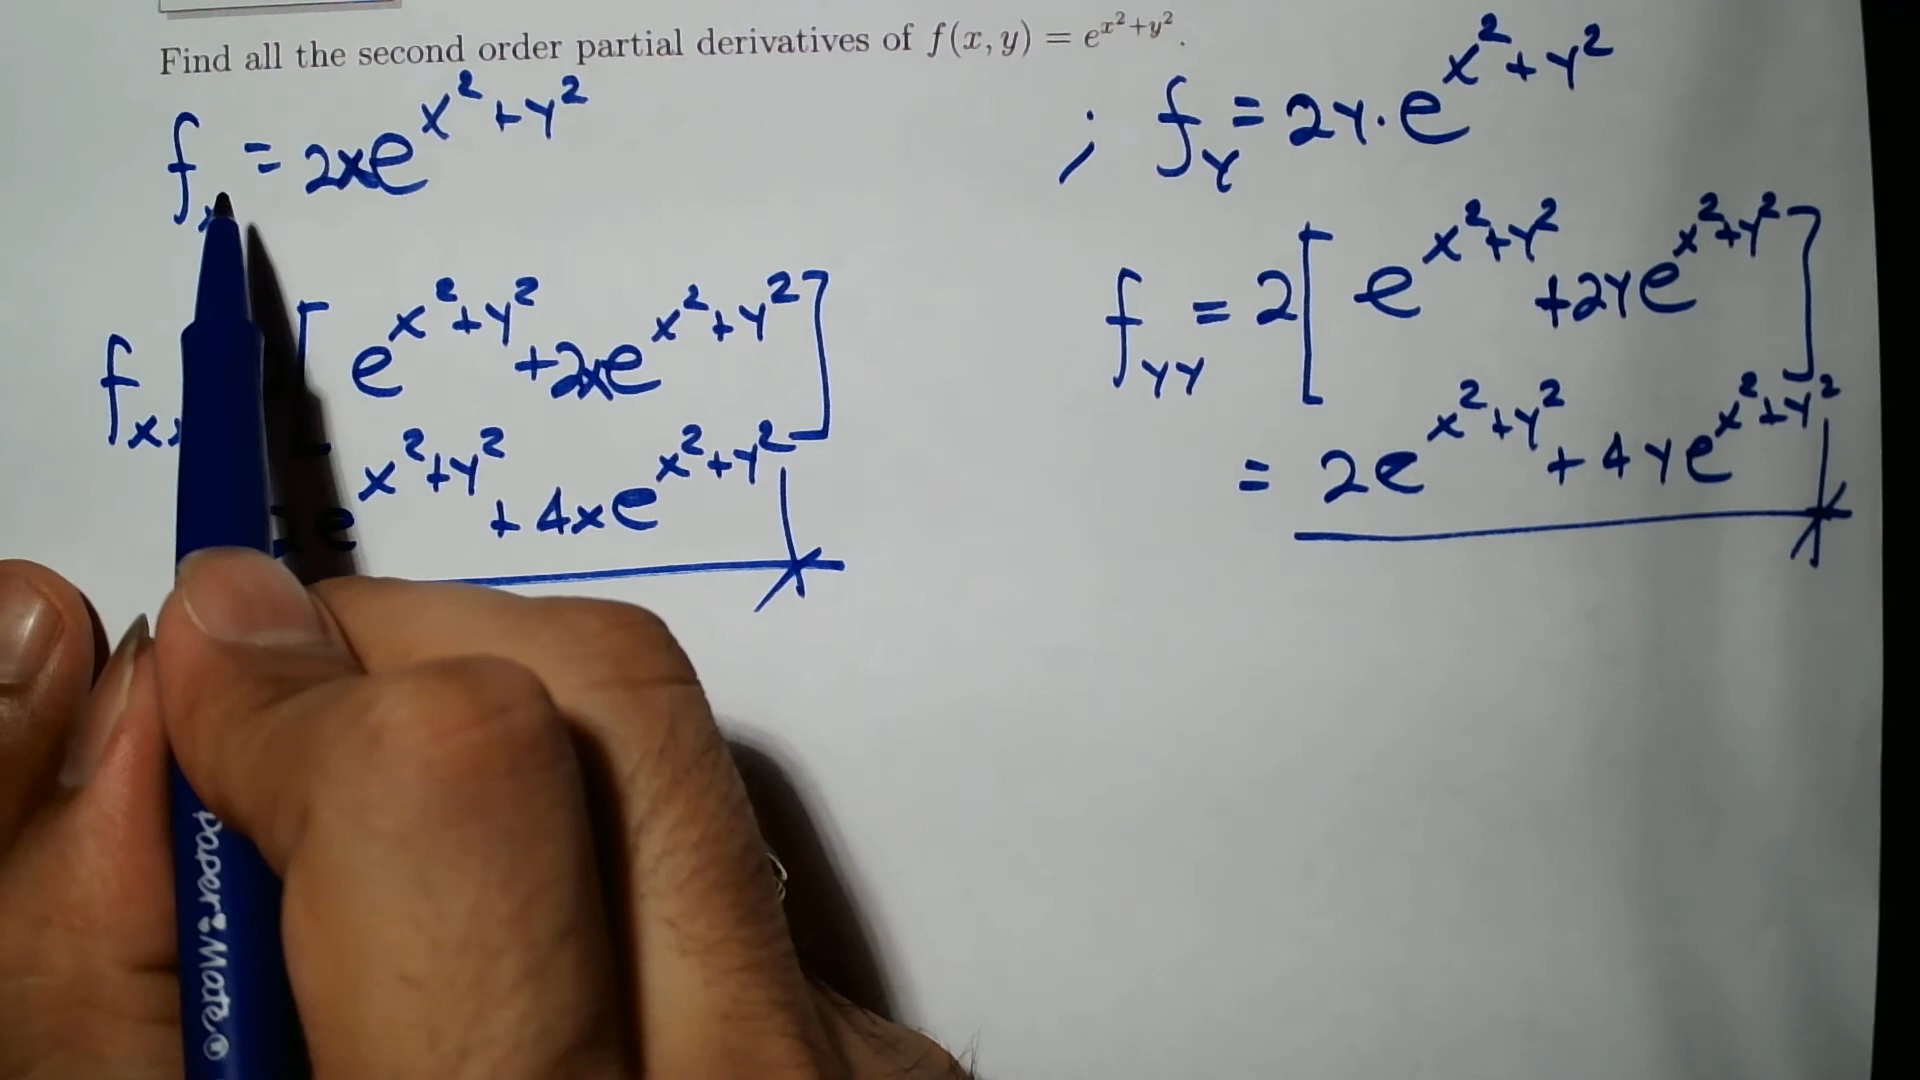 Find all the second order partial derivatives of f(x, y) = e^{x²+y²}.
f_x = 2xe^{x²+y²} ; f_y = 2y·e^{x²+y²}
f_xx [e^{x²+y²} + 2xe^{x²+y²}]
2e^{x²+y²} + 4xe^{x²+y²}
f_yy = 2[e^{x²+y²} + 2ye^{x²+y²}]
= 2e^{x²+y²} + 4ye^{x²+y²}
paper:Mate